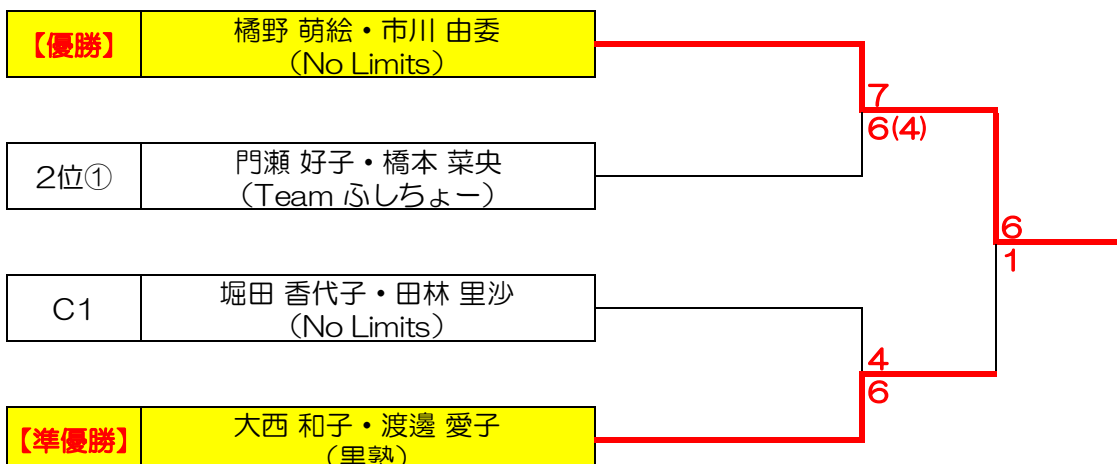 【優勝】
橘野 萌絵・市川 由委
（No Limits）
7
6(4)
2位①
門瀬 好子・橋本 菜央
（Team ふしちょー）
6
1
C1
堀田 香代子・田林 里沙
（No Limits）
4
6
【準優勝】
大西 和子・渡邊 愛子